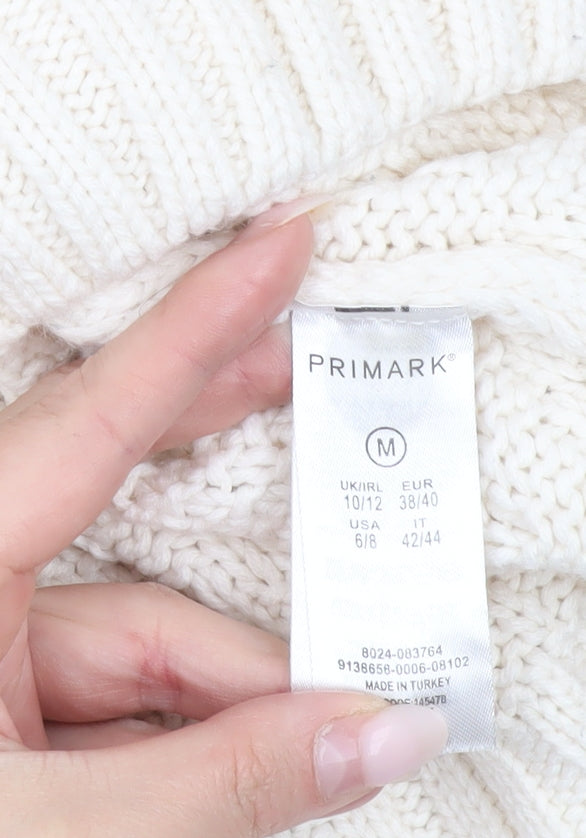 PRIMARK®
M
UK/IRL EUR
10/12 38/40
USA IT
6/8 42/44
8024-083764
9138658-0006-08102
MADE IN TURKEY